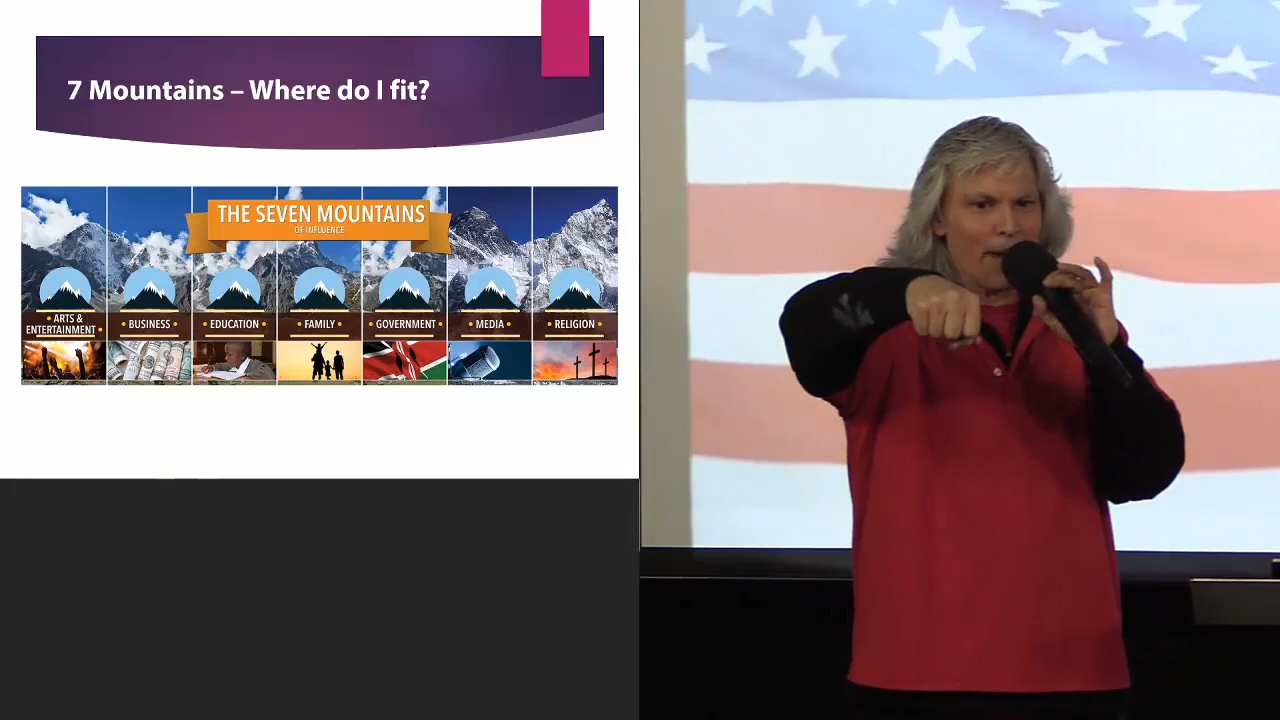 7 Mountains – Where do I fit?
THE SEVEN MOUNTAINS
OF INFLUENCE
• ARTS &
ENTERTAINMENT •
• BUSINESS •
• EDUCATION •
• FAMILY •
• GOVERNMENT •
• MEDIA •
• RELIGION •